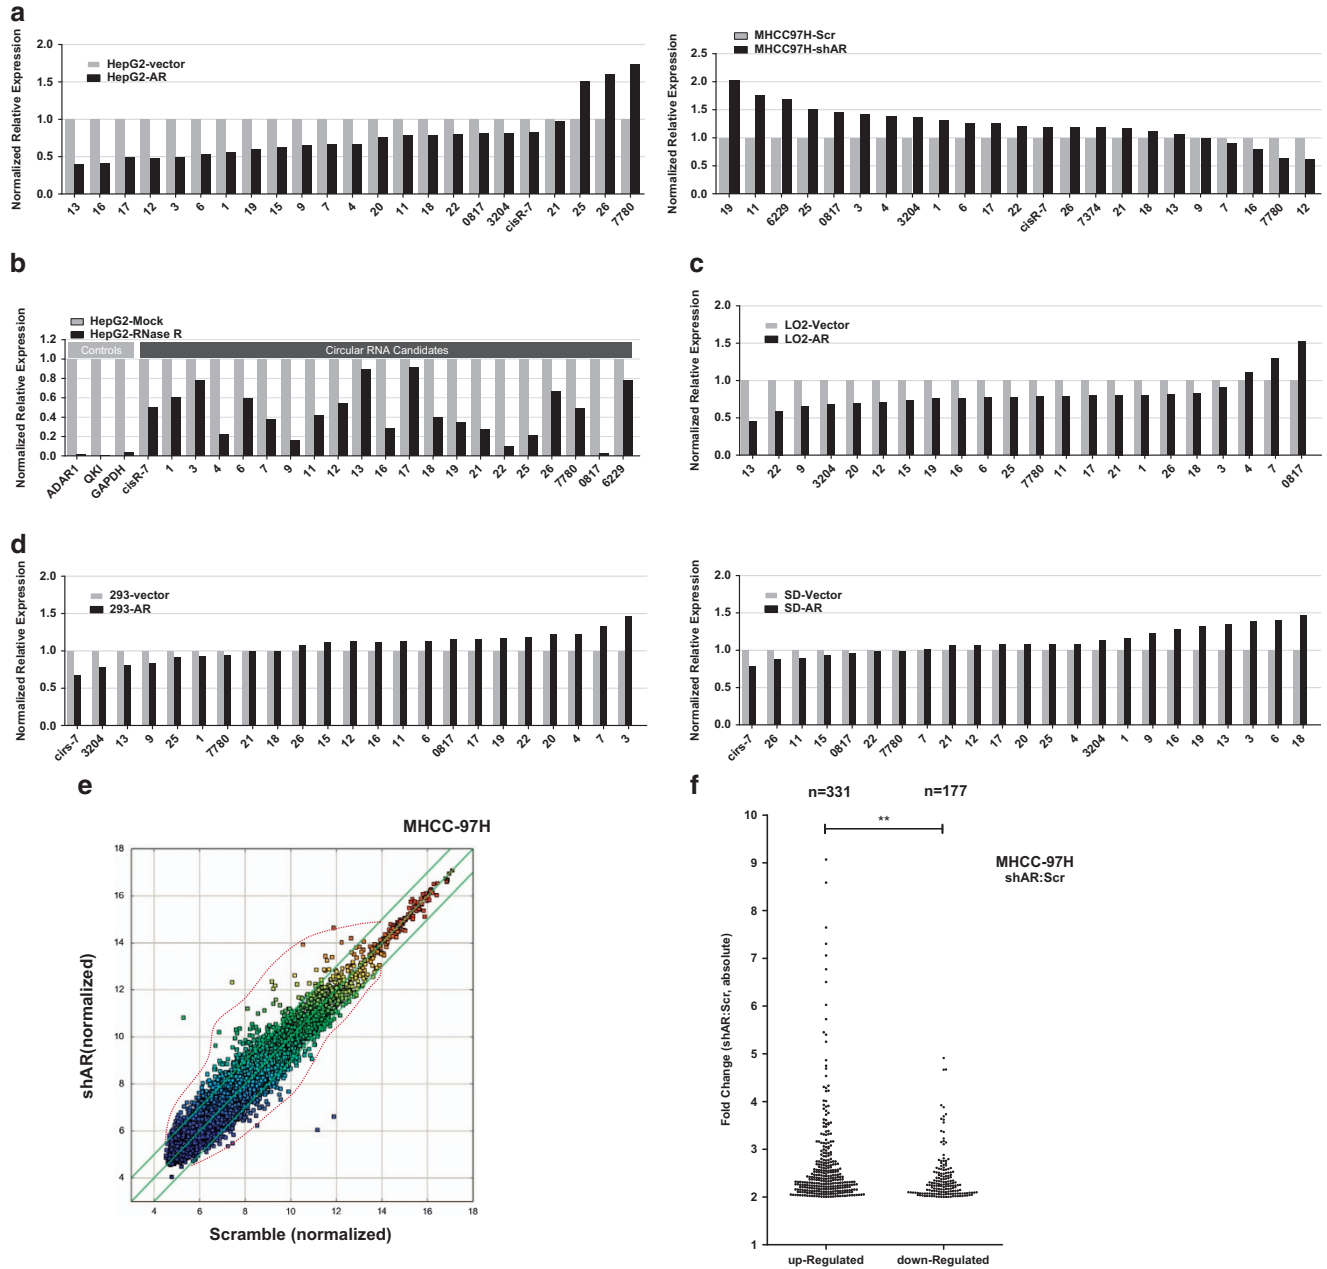 a
Normalized Relative Expression
2.0
1.5
1.0
0.5
0.0
HepG2-vector
HepG2-AR
13 16 17 12 3 6 1 19 15 9 7 4 20 11 18 22 0817 3204 cisR-7 21 25 26 7780
Normalized Relative Expression
2.5
2.0
1.5
1.0
0.5
0.0
MHCC97H-Scr
MHCC97H-shAR
19 11 6229 25 0817 3 4 3204 1 6 17 22 cisR-7 26 7374 21 18 13 9 7 16 7780 12
b
Normalized Relative Expression
HepG2-Mock
HepG2-RNase R
1.2
1.0
0.8
0.6
0.4
0.2
0.0
Controls
Circular RNA Candidates
ADAR1 QKI GAPDH cisR-7 1 3 4 6 7 9 11 12 13 16 17 18 19 21 22 25 26 7780 0817 6229
c
Normalized Relative Expression
2.0
1.5
1.0
0.5
0.0
LO2-Vector
LO2-AR
13 22 9 3204 20 12 15 19 16 6 25 7780 11 17 21 1 26 18 3 4 7 0817
d
Normalized Relative Expression
2.0
1.5
1.0
0.5
0.0
293-vector
293-AR
cirs-7 3204 13 9 25 1 7780 21 18 26 15 12 16 11 6 0817 17 19 22 20 4 7 3
Normalized Relative Expression
2.0
1.5
1.0
0.5
0.0
SD-Vector
SD-AR
cirs-7 26 11 15 0817 22 7780 7 21 12 17 20 25 4 3204 1 9 16 19 13 3 6 18
e
MHCC-97H
shAR(normalized)
18
16
14
12
10
8
6
4
4 6 8 10 12 14 16 18
Scramble (normalized)
f
n=331
n=177
**
MHCC-97H
shAR:Scr
Fold Change (shAR:Scr, absolute)
10
9
8
7
6
5
4
3
2
1
up-Regulated
down-Regulated